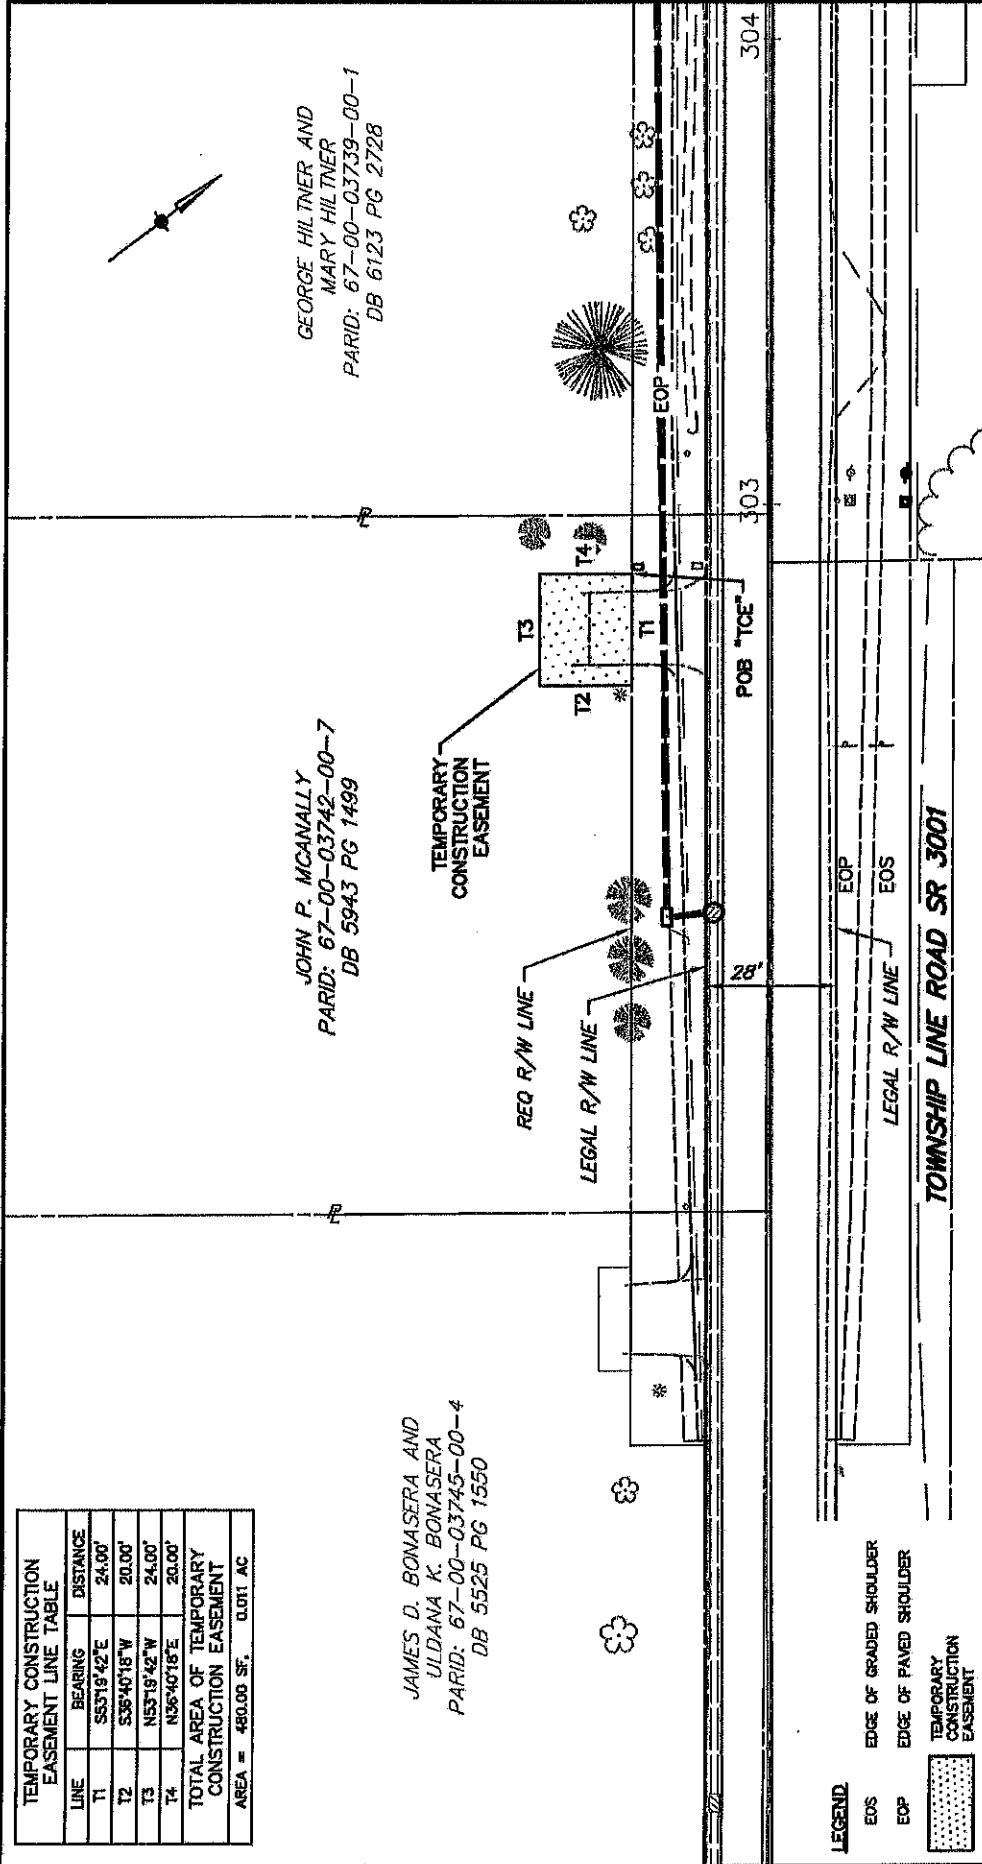 TEMPORARY CONSTRUCTION
EASEMENT LINE TABLE
LINE BEARING DISTANCE
T1 S53°19'42"E 24.00'
T2 S36°40'18"W 20.00'
T3 N53°19'42"W 24.00'
T4 N36°40'18"E 20.00'
TOTAL AREA OF TEMPORARY
CONSTRUCTION EASEMENT
AREA = 480.00 SF, 0.011 AC
JAMES D. BONASERA AND
ULDANA K. BONASERA
PARID: 67-00-03745-00-4
DB 5525 PG 1550
JOHN P. MCANALLY
PARID: 67-00-03742-00-7
DB 5943 PG 1499
GEORGE HILTNER AND
MARY HILTNER
PARID: 67-00-03739-00-1
DB 6123 PG 2728
PL
PL
TEMPORARY
CONSTRUCTION
EASEMENT
T3
T2
T4
T1
REQ R/W LINE
LEGAL R/W LINE
EOP
POB "TCE"
28'
303
304
EOP
EOS
LEGAL R/W LINE
TOWNSHIP LINE ROAD SR 3001
LEGEND
EOS EDGE OF GRADED SHOULDER
EOP EDGE OF PAVED SHOULDER
TEMPORARY
CONSTRUCTION
EASEMENT